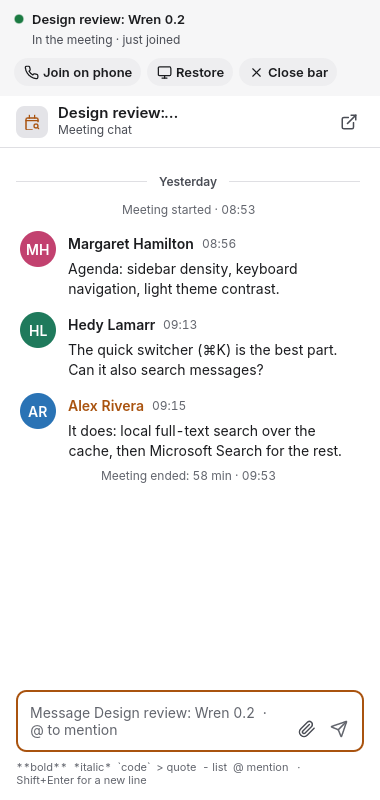 Design review: Wren 0.2
In the meeting · just joined
Join on phone
Restore
Close bar
Design review:...
Meeting chat
Yesterday
Meeting started · 08:53
MH
Margaret Hamilton 08:56
Agenda: sidebar density, keyboard
navigation, light theme contrast.
HL
Hedy Lamarr 09:13
The quick switcher (⌘K) is the best part.
Can it also search messages?
AR
Alex Rivera 09:15
It does: local full-text search over the
cache, then Microsoft Search for the rest.
Meeting ended: 58 min · 09:53
Message Design review: Wren 0.2 ·
@ to mention
**bold** *italic* `code` > quote - list @ mention ·
Shift+Enter for a new line